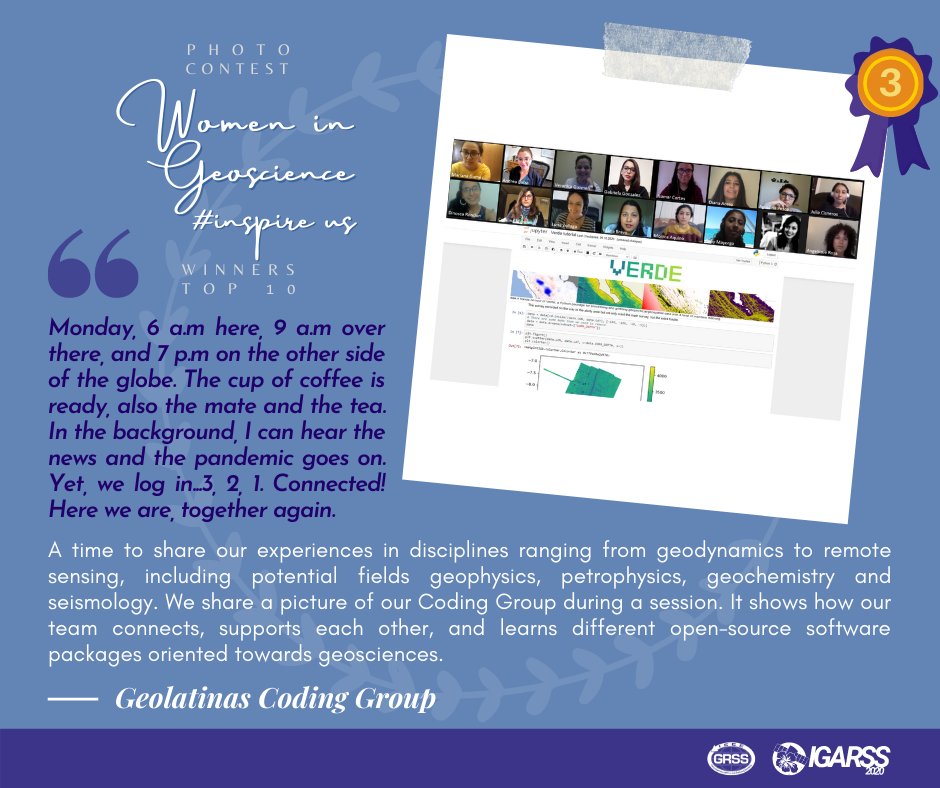 PHOTO
CONTEST
Women in
Geoscience
#inspire us
WINNERS
TOP 10
3
Gabriela Gonzalez
Julia Cisneros
jupyter
VERDE
Monday, 6 a.m here, 9 a.m over
there, and 7 p.m on the other side
of the globe. The cup of coffee is
ready, also the mate and the tea.
In the background, I can hear the
news and the pandemic goes on.
Yet, we log in...3, 2, 1. Connected!
Here we are, together again.
A time to share our experiences in disciplines ranging from geodynamics to remote
sensing, including potential fields geophysics, petrophysics, geochemistry and
seismology. We share a picture of our Coding Group during a session. It shows how our
team connects, supports each other, and learns different open-source software
packages oriented towards geosciences.
Geolatinas Coding Group
GRSS
IGARSS
2020